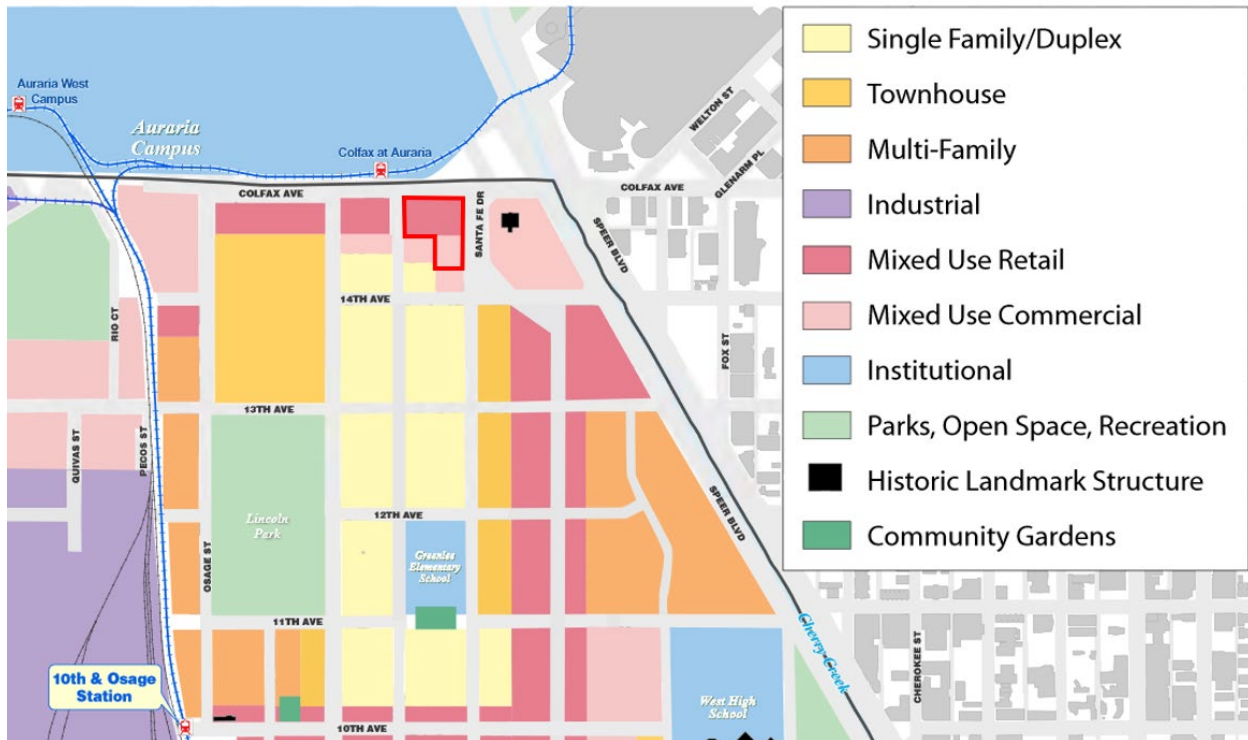 Auraria West
Campus
Auraria
Campus
Colfax at Auraria
COLFAX AVE
COLFAX AVE
WELTON ST
GLENARM PL
SANTA FE DR
SPEER BLVD
14TH AVE
RIO CT
FOX ST
13TH AVE
QUIVAS ST
PECOS ST
Lincoln
Park
12TH AVE
OSAGE ST
Greenlee
Elementary
School
SPEER BLVD
11TH AVE
Cherry Creek
CHEROKEE ST
10th & Osage
Station
West High
School
10TH AVE
Single Family/Duplex
Townhouse
Multi-Family
Industrial
Mixed Use Retail
Mixed Use Commercial
Institutional
Parks, Open Space, Recreation
Historic Landmark Structure
Community Gardens